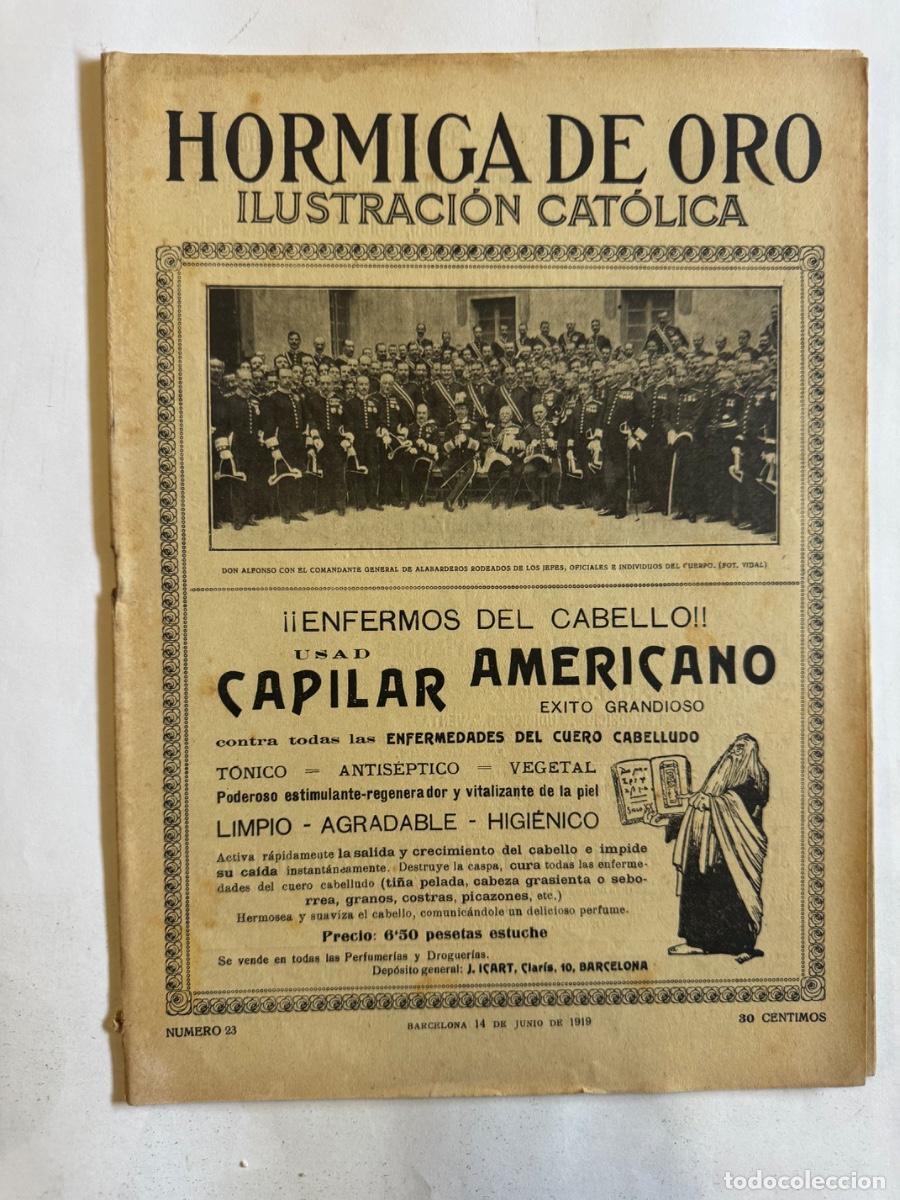 HORMIGA DE ORO
ILUSTRACIÓN CATÓLICA
DON ALFONSO CON EL COMANDANTE GENERAL DE ALABARDEROS RODEADOS DE LOS JEFES, OFICIALES E INDIVIDUOS DEL CUERPO. (FOT. VIDAL)
¡¡ENFERMOS DEL CABELLO!!
USAD
CAPILAR AMERICANO
EXITO GRANDIOSO
contra todas las ENFERMEDADES DEL CUERO CABELLUDO
TÓNICO = ANTISÉPTICO = VEGETAL
Poderoso estimulante-regenerador y vitalizante de la piel
LIMPIO - AGRADABLE - HIGIÉNICO
Activa rápidamente la salida y crecimiento del cabello e impide
su caída instantáneamente. Destruye la caspa, cura todas las enferme-
dades del cuero cabelludo (tiña pelada, cabeza grasienta o sebo-
rrea, granos, costras, picazones, etc.)
Hermosea y suaviza el cabello, comunicándole un delicioso perfume.
Precio: 6'50 pesetas estuche
Se vende en todas las Perfumerías y Droguerías.
Depósito general: J. ICART, Claris, 10, BARCELONA
NUMERO 23
BARCELONA 14 DE JUNIO DE 1919
30 CENTIMOS
todocoleccion